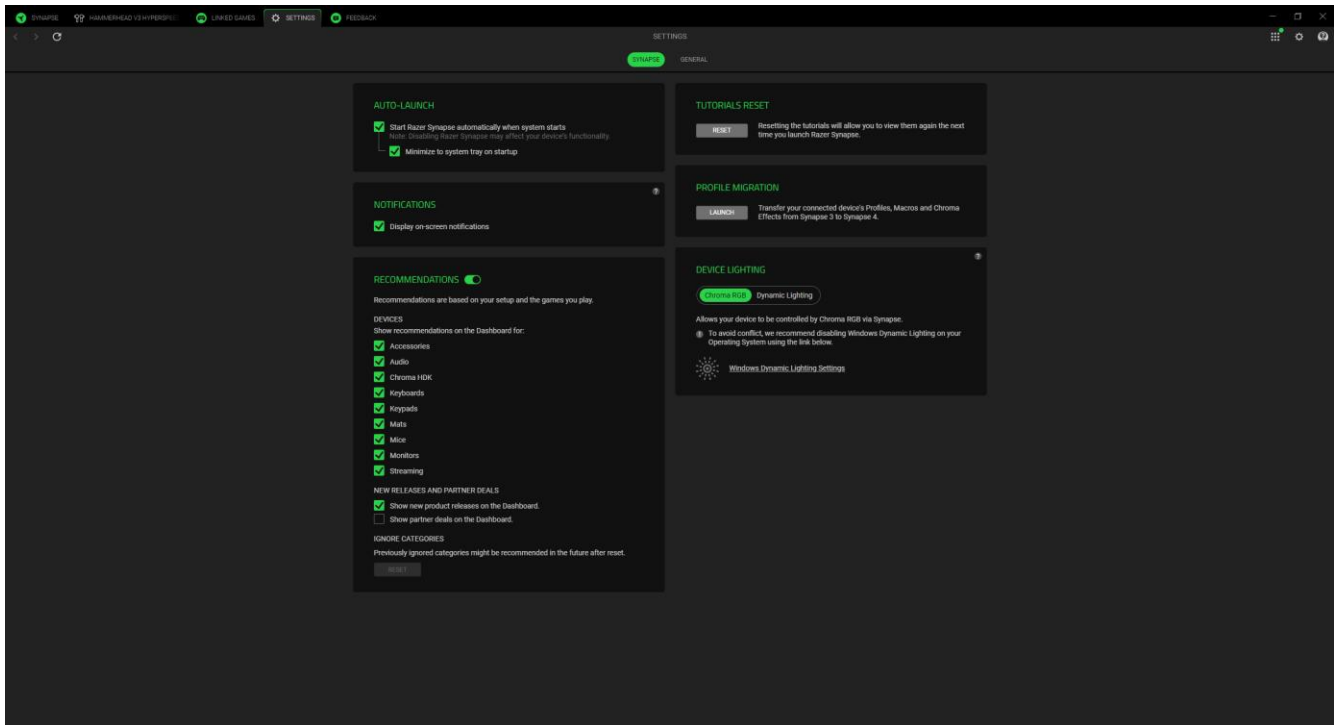 SYNAPSE
HAMMERHEAD V3 HYPERSPEE
LINKED GAMES
SETTINGS
FEEDBACK
SETTINGS
SYNAPSE
GENERAL
AUTO-LAUNCH
Start Razer Synapse automatically when system starts
Note: Disabling Razer Synapse may affect your device's functionality.
Minimize to system tray on startup
NOTIFICATIONS
Display on-screen notifications
RECOMMENDATIONS
Recommendations are based on your setup and the games you play.
DEVICES
Show recommendations on the Dashboard for:
Accessories
Audio
Chroma HDK
Keyboards
Keypads
Mats
Mice
Monitors
Streaming
NEW RELEASES AND PARTNER DEALS
Show new product releases on the Dashboard.
Show partner deals on the Dashboard.
IGNORE CATEGORIES
Previously ignored categories might be recommended in the future after reset.
RESET
TUTORIALS RESET
RESET
Resetting the tutorials will allow you to view them again the next
time you launch Razer Synapse.
PROFILE MIGRATION
LAUNCH
Transfer your connected device's Profiles, Macros and Chroma
Effects from Synapse 3 to Synapse 4.
DEVICE LIGHTING
Chroma RGB
Dynamic Lighting
Allows your device to be controlled by Chroma RGB via Synapse.
To avoid conflict, we recommend disabling Windows Dynamic Lighting on your
Operating System using the link below.
Windows Dynamic Lighting Settings